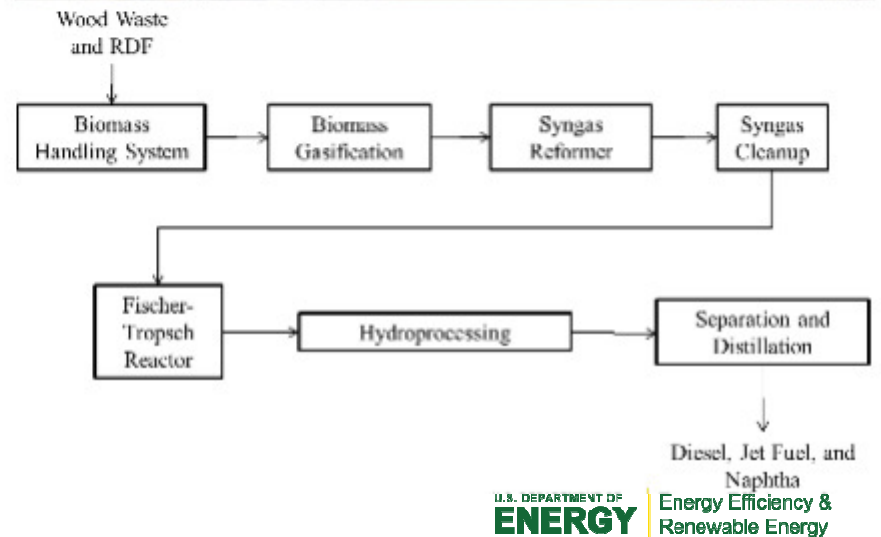 Wood Waste
and RDF
Biomass
Handling System
Biomass
Gasification
Syngas
Reformer
Syngas
Cleanup
Fischer-
Tropsch
Reactor
Hydroprocessing
Separation and
Distillation
Diesel, Jet Fuel, and
Naphtha
U.S. DEPARTMENT OF
ENERGY
Energy Efficiency &
Renewable Energy